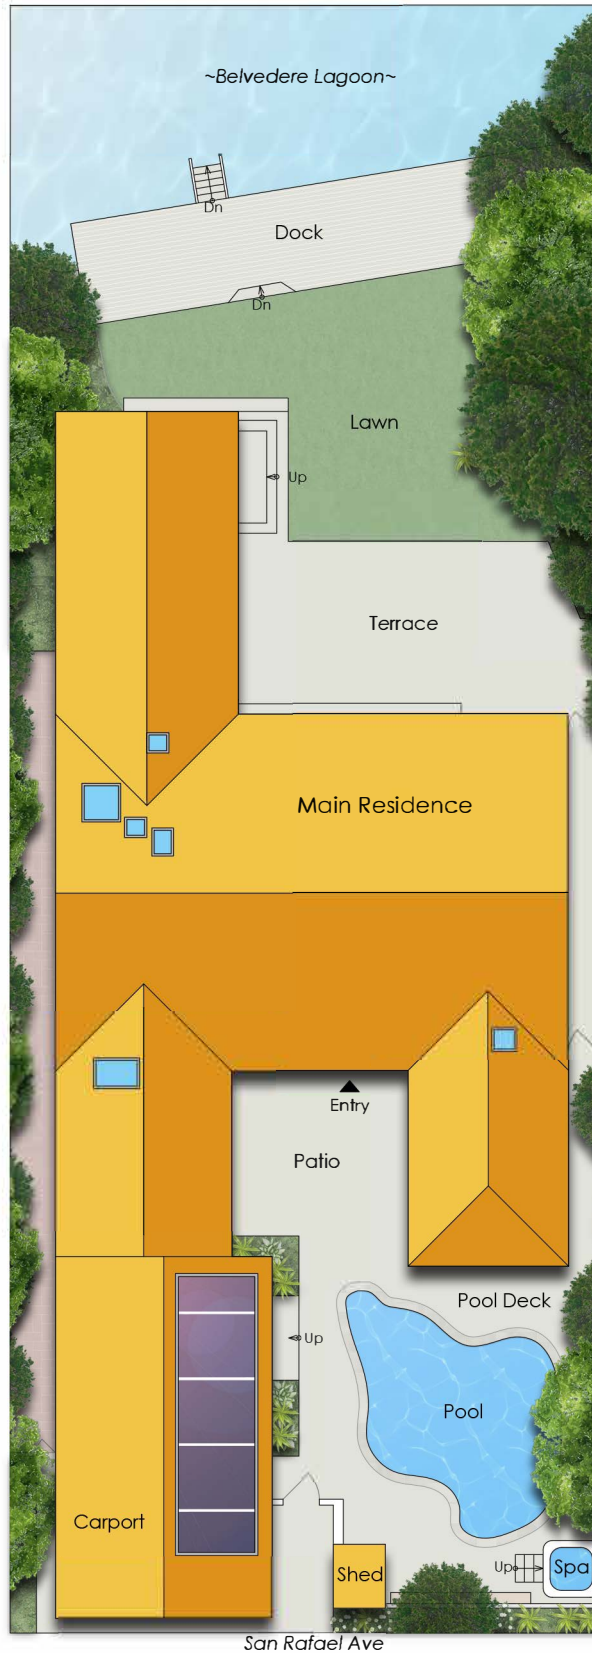 ~Belvedere Lagoon~
Dn
Dock
Dn
Lawn
Up
Terrace
Main Residence
Entry
Patio
Pool Deck
Up
Pool
Carport
Up
Spa
Shed
San Rafael Ave